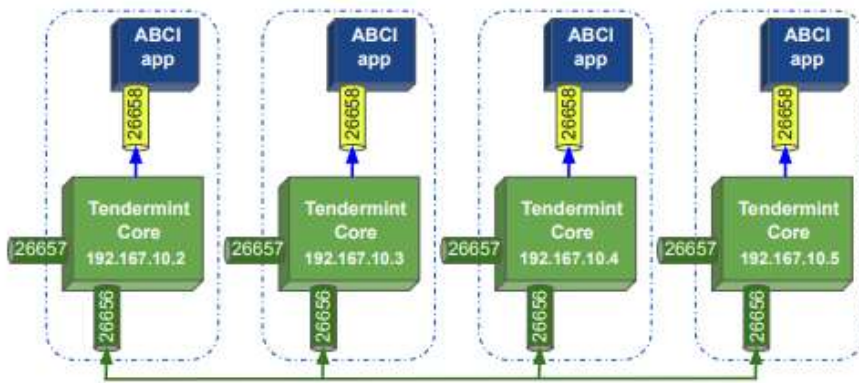 ABCI
app
ABCI
app
ABCI
app
ABCI
app
26658
26658
26658
26658
Tendermint
Core
192.167.10.2
Tendermint
Core
192.167.10.3
Tendermint
Core
192.167.10.4
Tendermint
Core
192.167.10.5
26657
26657
26657
26657
26656
26656
26656
26656